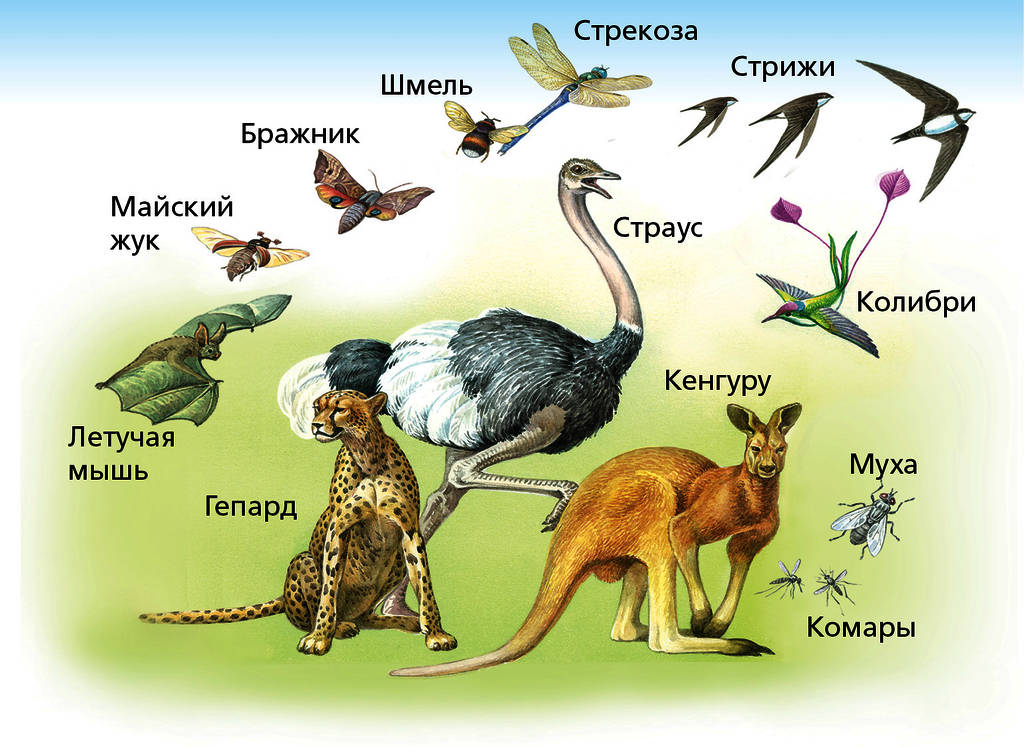 Стрекоза
Стрижи
Шмель
Бражник
Майский
жук
Страус
Колибри
Кенгуру
Летучая
мышь
Муха
Гепард
Комары